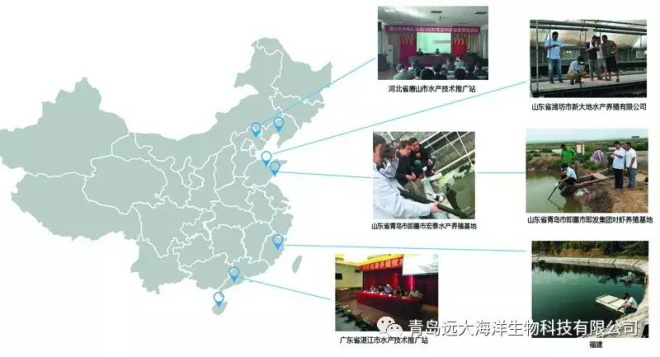 河北省唐山市水产技术推广站
山东省潍坊市新大地水产养殖有限公司
山东省青岛市即墨市宏泰水产养殖基地
山东省青岛市即墨市即发集团对虾养殖基地
广东省湛江市水产技术推广站
福建
青岛远大海洋生物科技有限公司